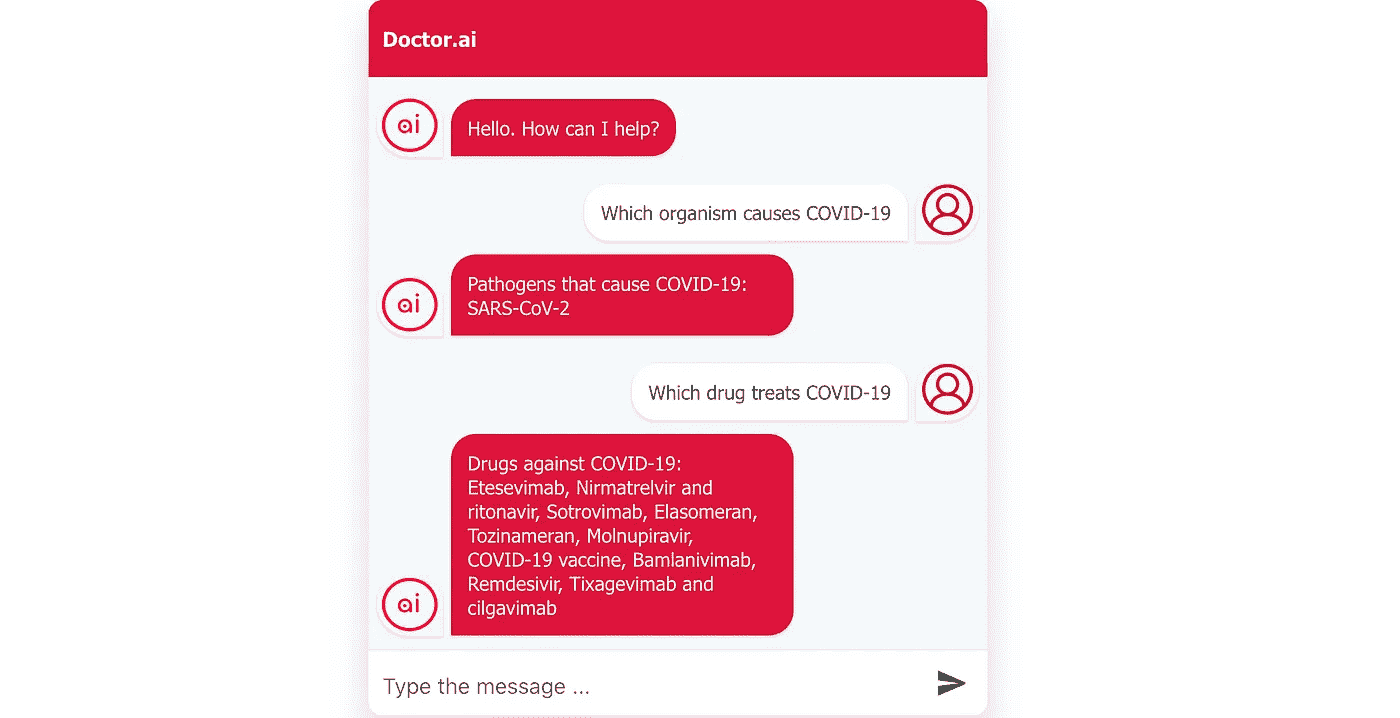 Doctor.ai
ai
Hello. How can I help?
Which organism causes COVID-19
ai
Pathogens that cause COVID-19:
SARS-CoV-2
Which drug treats COVID-19
ai
Drugs against COVID-19:
Etesevimab, Nirmatrelvir and
ritonavir, Sotrovimab, Elasomeran,
Tozinameran, Molnupiravir,
COVID-19 vaccine, Bamlanivimab,
Remdesivir, Tixagevimab and
cilgavimab
Type the message ...